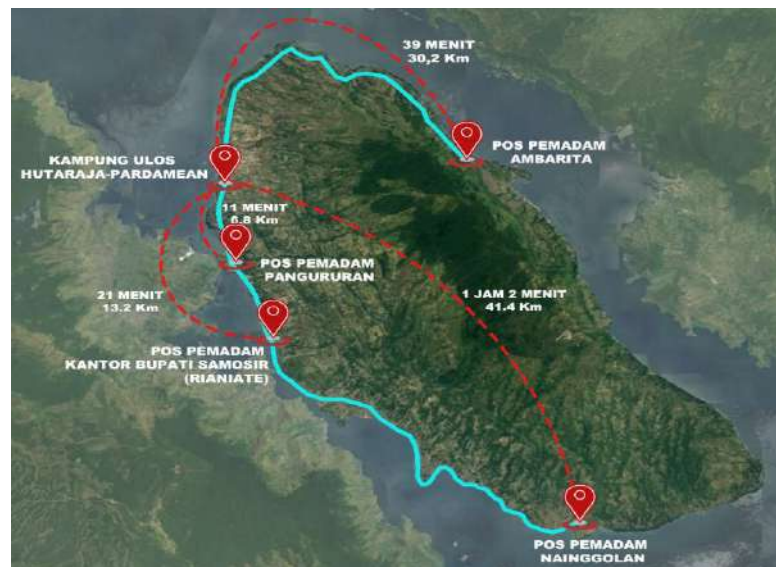 39 MENIT
30,2 Km
POS PEMADAM
AMBARITA
KAMPUNG ULOS
HUTARAJA-PARDAMEAN
11 MENIT
6.8 Km
POS PEMADAM
PANGURURAN
21 MENIT
13.2 Km
1 JAM 2 MENIT
41.4 Km
POS PEMADAM
KANTOR BUPATI SAMOSIR
(RIANIATE)
POS PEMADAM
NAINGGOLAN